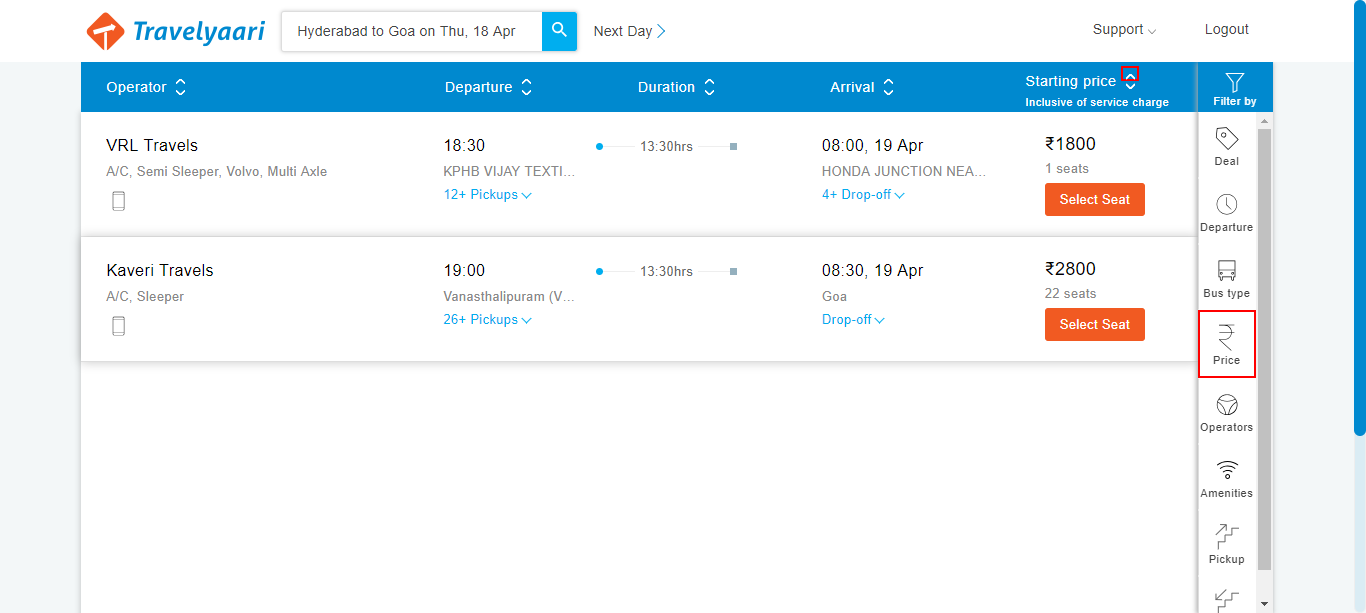 Travelyaari
Hyderabad to Goa on Thu, 18 Apr
Next Day
Support
Logout
Operator
Departure
Duration
Arrival
Starting price
Inclusive of service charge
Filter by
VRL Travels
A/C, Semi Sleeper, Volvo, Multi Axle
18:30
KPHB VIJAY TEXTI...
12+ Pickups
13:30hrs
08:00, 19 Apr
HONDA JUNCTION NEA...
4+ Drop-off
₹1800
1 seats
Select Seat
Kaveri Travels
A/C, Sleeper
19:00
Vanasthalipuram (V...
26+ Pickups
13:30hrs
08:30, 19 Apr
Goa
Drop-off
₹2800
22 seats
Select Seat
Deal
Departure
Bus type
Price
Operators
Amenities
Pickup